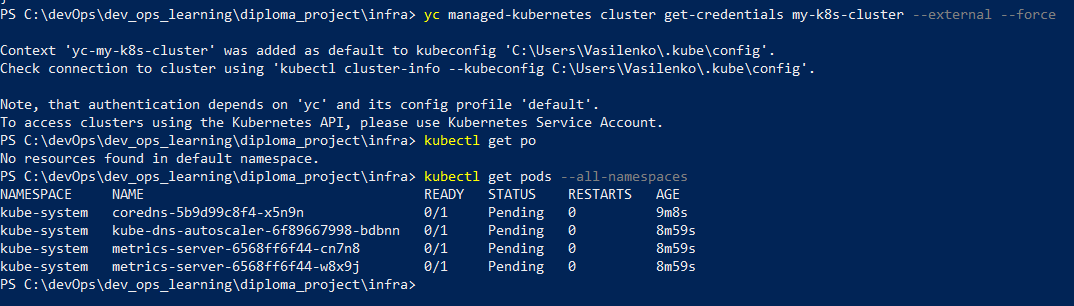 PS C:\devOps\dev_ops_learning\diploma_project\infra> yc managed-kubernetes cluster get-credentials my-k8s-cluster --external --force
Context 'yc-my-k8s-cluster' was added as default to kubeconfig 'C:\Users\Vasilenko\.kube\config'.
Check connection to cluster using 'kubectl cluster-info --kubeconfig C:\Users\Vasilenko\.kube\config'.
Note, that authentication depends on 'yc' and its config profile 'default'.
To access clusters using the Kubernetes API, please use Kubernetes Service Account.
PS C:\devOps\dev_ops_learning\diploma_project\infra> kubectl get po
No resources found in default namespace.
PS C:\devOps\dev_ops_learning\diploma_project\infra> kubectl get pods --all-namespaces
NAMESPACE     NAME                                   READY   STATUS    RESTARTS   AGE
kube-system   coredns-5b9d99c8f4-x5n9n               0/1     Pending   0          9m8s
kube-system   kube-dns-autoscaler-6f89667998-bdbnn   0/1     Pending   0          8m59s
kube-system   metrics-server-6568ff6f44-cn7n8        0/1     Pending   0          8m59s
kube-system   metrics-server-6568ff6f44-w8x9j        0/1     Pending   0          8m59s
PS C:\devOps\dev_ops_learning\diploma_project\infra>